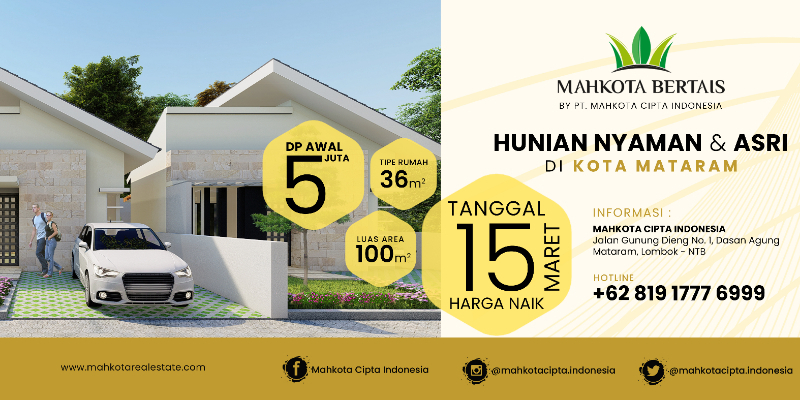 MAHKOTA BERTAIS
BY PT. MAHKOTA CIPTA INDONESIA
HUNIAN NYAMAN & ASRI
DI KOTA MATARAM
DP AWAL
5 JUTA
TIPE RUMAH
36m²
LUAS AREA
100m²
TANGGAL
15 MARET
HARGA NAIK
INFORMASI :
MAHKOTA CIPTA INDONESIA
Jalan Gunung Dieng No. 1, Dasan Agung
Mataram, Lombok - NTB
HOTLINE
+62 819 1777 6999
www.mahkotarealestate.com
Mahkota Cipta Indonesia
@mahkotacipta.indonesia
@mahkotacipta.indonesia